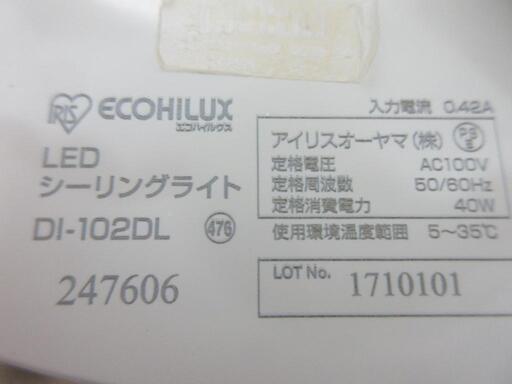 IRIS ECOHiLUX
エコハイルクス
LED
シーリングライト
DI-102DL 476
247606
入力電流 0.42A
アイリスオーヤマ(株) PSE
定格電圧 AC100V
定格周波数 50/60Hz
定格消費電力 40W
使用環境温度範囲 5~35℃
LOT No. 1710101